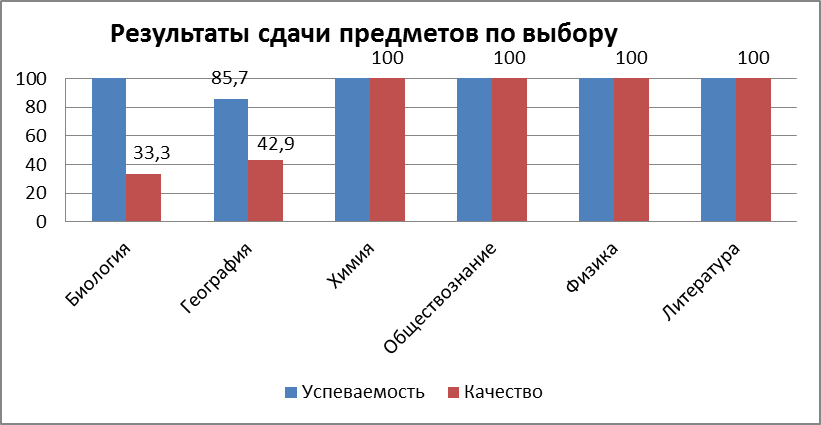 Результаты сдачи предметов по выбору
100
80
60
40
20
0
33,3
85,7
42,9
100
100
100
100
Биология
География
Химия
Обществознание
Физика
Литература
Успеваемость
Качество